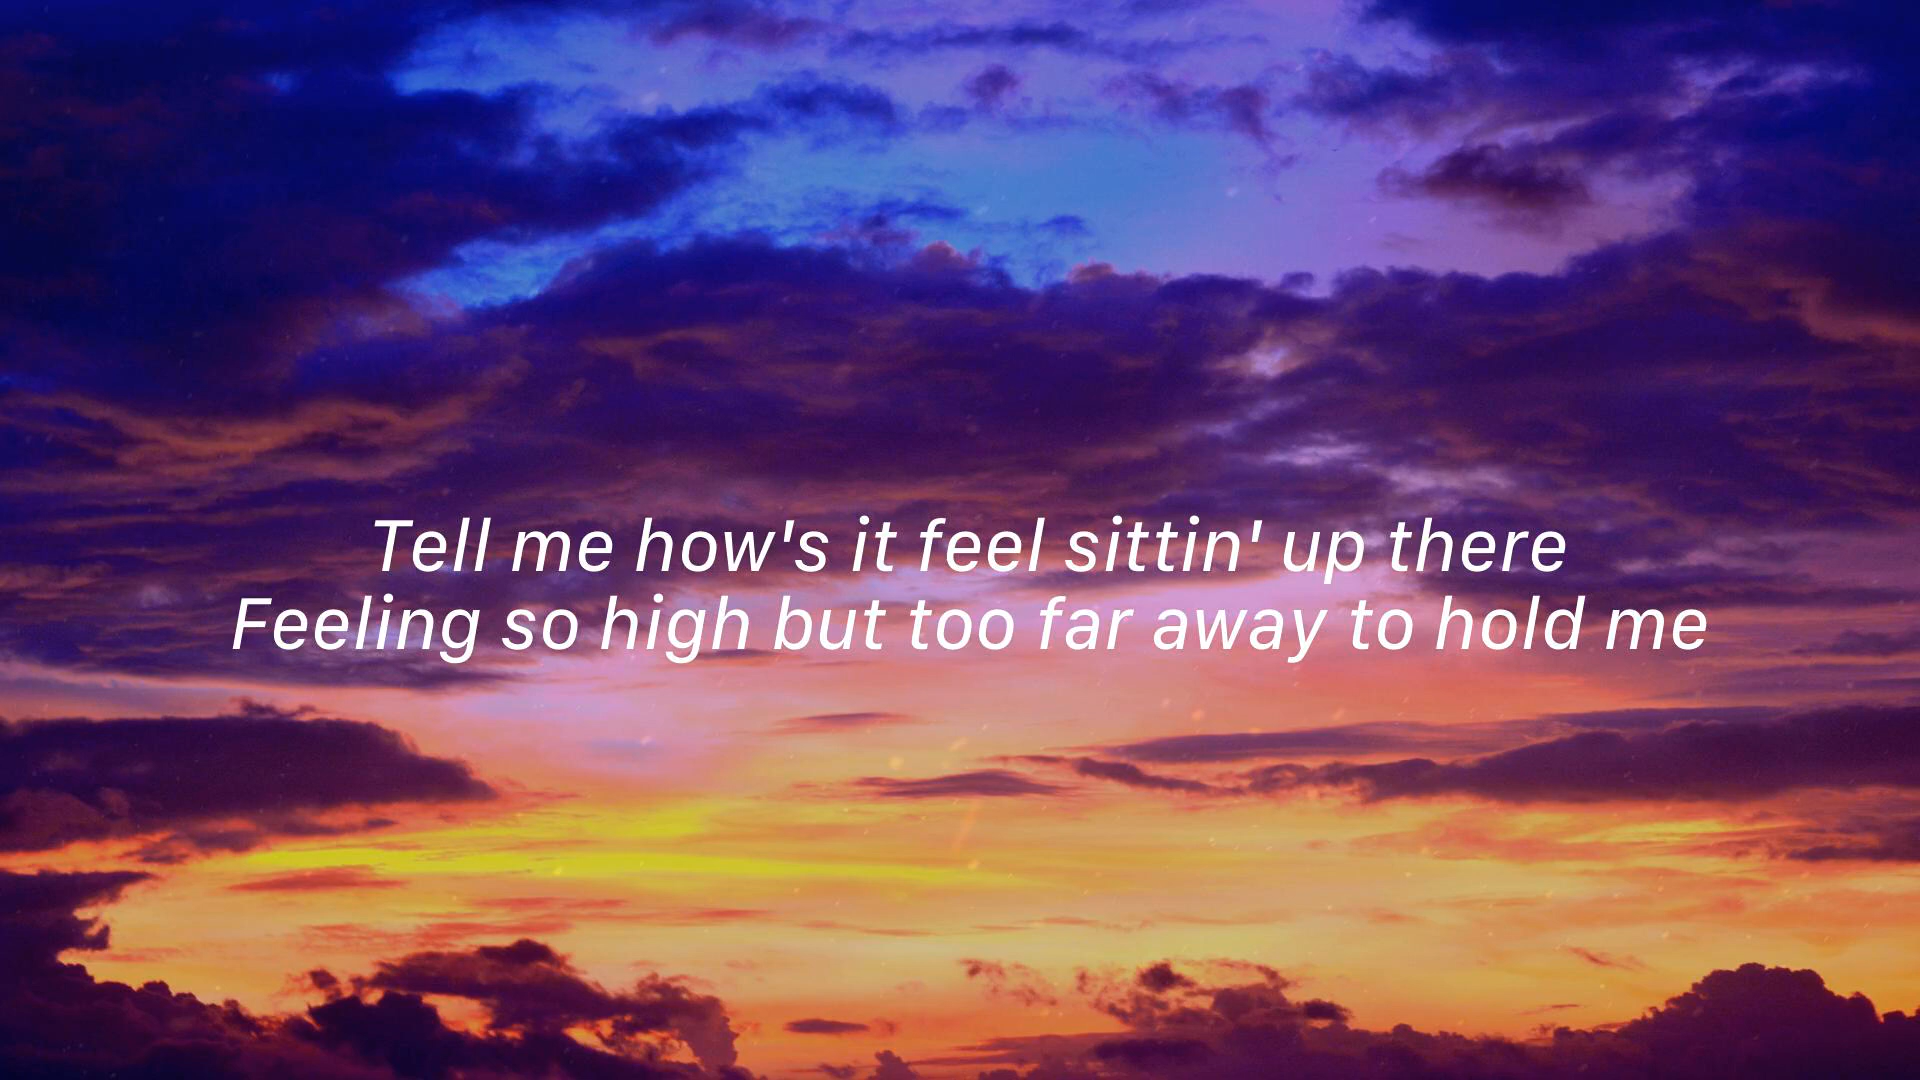 Tell me how's it feel sittin' up there
Feeling so high but too far away to hold me